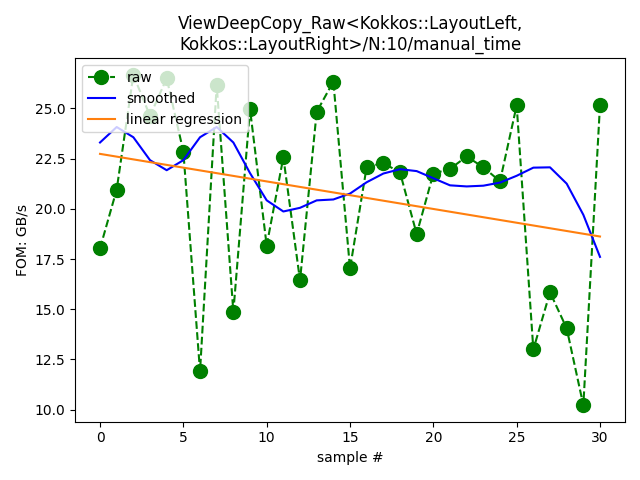 ViewDeepCopy_Raw<Kokkos::LayoutLeft,
Kokkos::LayoutRight>/N:10/manual_time
raw
smoothed
linear regression
FOM: GB/s
25.0
22.5
20.0
17.5
15.0
12.5
10.0
0 5 10 15 20 25 30
sample #